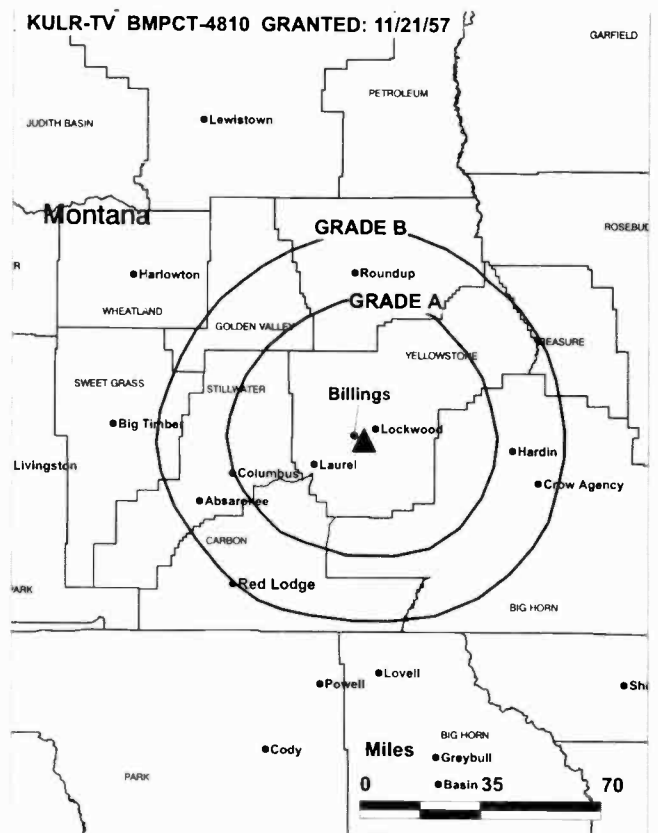 KULR-TV BMPCT-4810 GRANTED: 11/21/57
GARFIELD
PETROLEUM
JUDITH BASIN
Lewistown
Montana
GRADE B
ROSEBUD
R
Harlowton
Roundup
GRADE A
WHEATLAND
GOLDEN VALLEY
TREASURE
YELLOWSTONE
SWEET GRASS
STILLWATER
Billings
Big Timber
Lockwood
Livingston
Laurel
Hardin
Columbus
Crow Agency
Absarokee
CARBON
PARK
Red Lodge
BIG HORN
Powell
Lovell
Shi
BIG HORN
Cody
Miles
Greybull
PARK
0 Basin 35 70